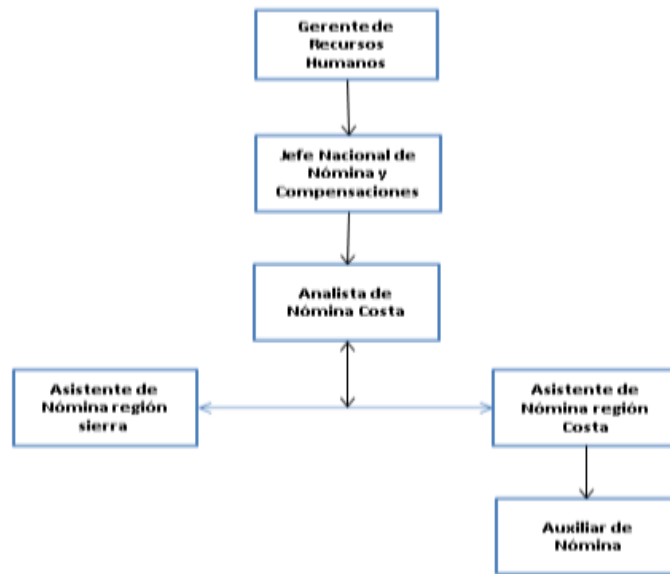 Gerente de
Recursos
Humanos
Jefe Nacional de
Nómina y
Compensaciones
Analista de
Nómina Costa
Asistente de
Nómina región
sierra
Asistente de
Nómina región
Costa
Auxiliar de
Nómina